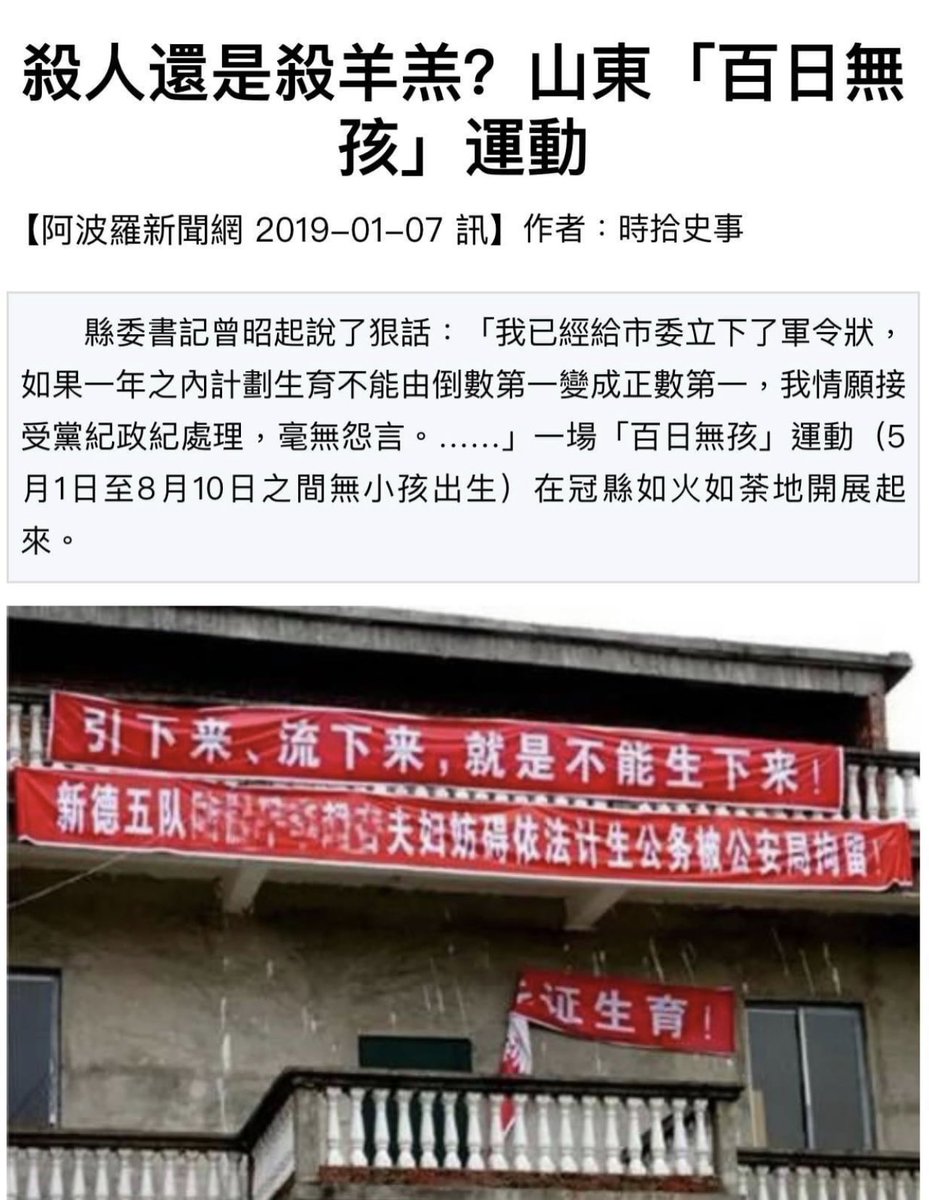 殺人還是殺羊羔？山東「百日無
孩」運動
【阿波羅新聞網 2019-01-07 訊】作者：時拾史事
縣委書記曾昭起說了狠話：「我已經給市委立下了軍令狀，
如果一年之內計劃生育不能由倒數第一變成正數第一，我情願接
受黨紀政紀處理，毫無怨言。……」一場「百日無孩」運動（5
月1日至8月10日之間無小孩出生）在冠縣如火如荼地開展起
來。
引下来、流下来，就是不能生下来！
新德五队 夫妇妨碍依法计生公务被公安局拘留！
证生育！